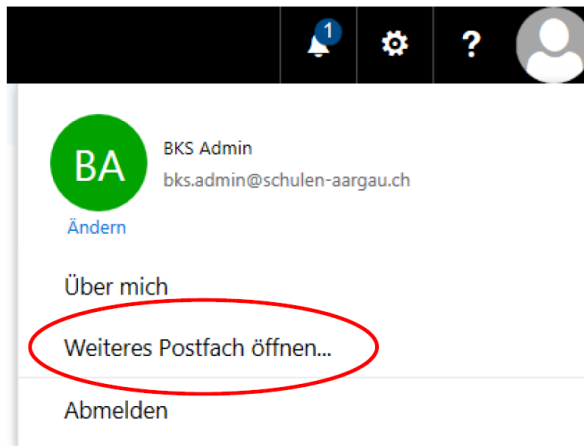 1
?
BA
BKS Admin
bks.admin@schulen-aargau.ch
Ändern
Über mich
Weiteres Postfach öffnen...
Abmelden